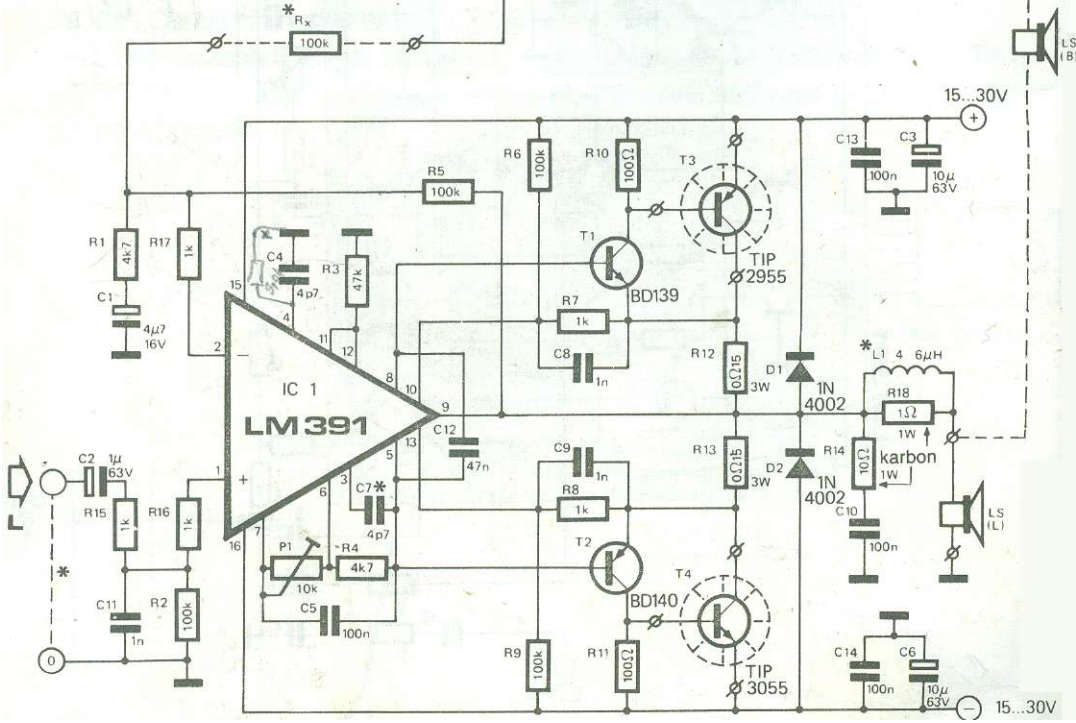 *
Rx
100k
LS
(B)
15...30V
+
C13
100n
C3
10µ
63V
R6
100k
R10
100Ω
T3
TIP
2955
R5
100k
R1
4k7
R17
1k
C4
4p7
R3
47k
T1
BD139
C1
4µ7
16V
15
4
11
12
2
−
IC 1
LM391
8
10
9
13
5
R7
1k
C8
1n
R12
0Ω15
3W
D1
1N
4002
*
L1 4 6µH
R18
1Ω
1W
C12
47n
C2
1µ
63V
L
R15
1k
R16
1k
1
+
16
7
6
3
C7
*
4p7
C9
1n
R8
1k
R13
0Ω15
3W
D2
1N
4002
R14
10Ω
karbon
1W
C10
100n
LS
(L)
*
P1
10k
R4
4k7
T2
BD140
T4
TIP
3055
C11
1n
R2
100k
C5
100n
R9
100k
R11
100Ω
C14
100n
C6
10µ
63V
0
− 15...30V